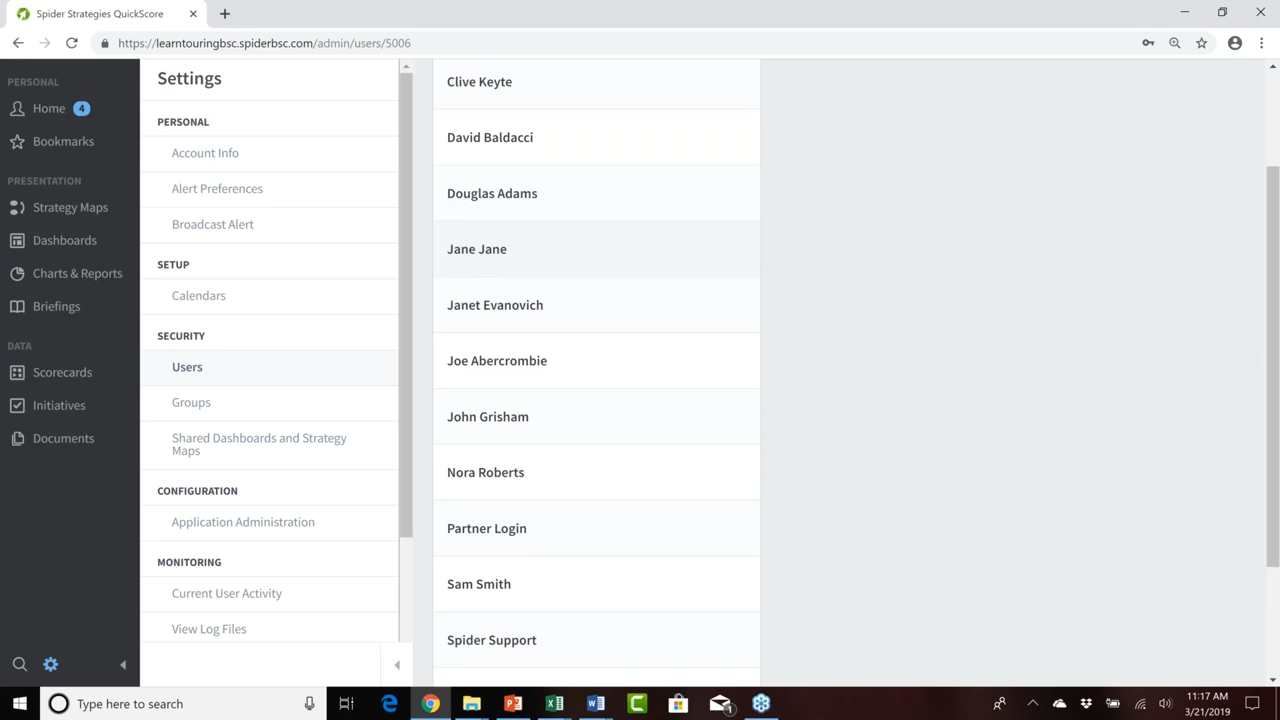 Spider Strategies QuickScore
https://learntouringbsc.spiderbsc.com/admin/users/5006
PERSONAL
Home 4
Bookmarks
PRESENTATION
Strategy Maps
Dashboards
Charts & Reports
Briefings
DATA
Scorecards
Initiatives
Documents
Settings
PERSONAL
Account Info
Alert Preferences
Broadcast Alert
SETUP
Calendars
SECURITY
Users
Groups
Shared Dashboards and Strategy
Maps
CONFIGURATION
Application Administration
MONITORING
Current User Activity
View Log Files
Clive Keyte
David Baldacci
Douglas Adams
Jane Jane
Janet Evanovich
Joe Abercrombie
John Grisham
Nora Roberts
Partner Login
Sam Smith
Spider Support
Type here to search
11:17 AM
3/21/2019